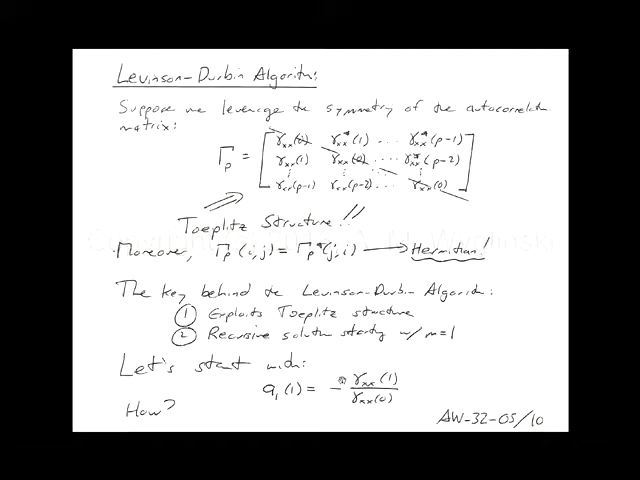 Levinson-Durbin Algorithm:
Suppose we leverage the symmetry of the autocorrelation
matrix:
Γp = [ γxx(0) γ*xx(1) ... γ*xx(p-1)
γxx(1) γxx(0) ... γ*xx(p-2)
⋮ ⋮ ⋮
γxx(p-1) γxx(p-2) ... γxx(0) ]
Toeplitz Structure!!
Moreover, Γp(i,j) = Γp*(j,i) → Hermitian!
The key behind the Levinson-Durbin Algorithm:
① Exploits Toeplitz structure
② Recursive solution starting w/ m=1
Let's start with:
a₁(1) = - γxx(1) / γxx(0)
How?
AW-32-05/10